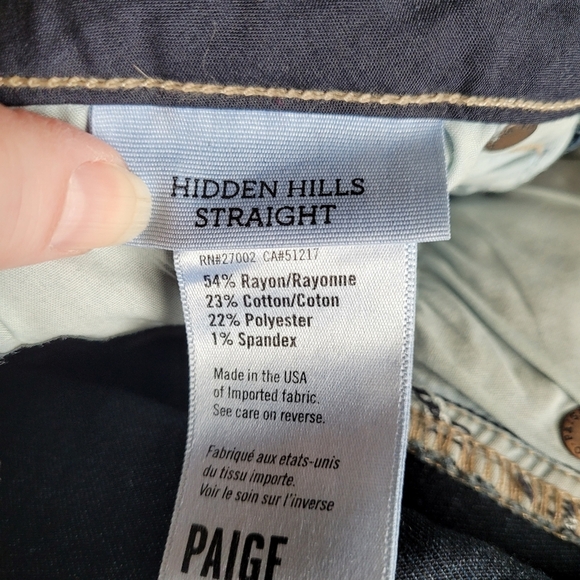 HIDDEN HILLS
STRAIGHT
RN#27002 CA#51217
54% Rayon/Rayonne
23% Cotton/Coton
22% Polyester
1% Spandex
Made in the USA
of Imported fabric.
See care on reverse.
Fabriqué aux etats-unis
du tissu importe.
Voir le soin sur l'inverse
PAIGE